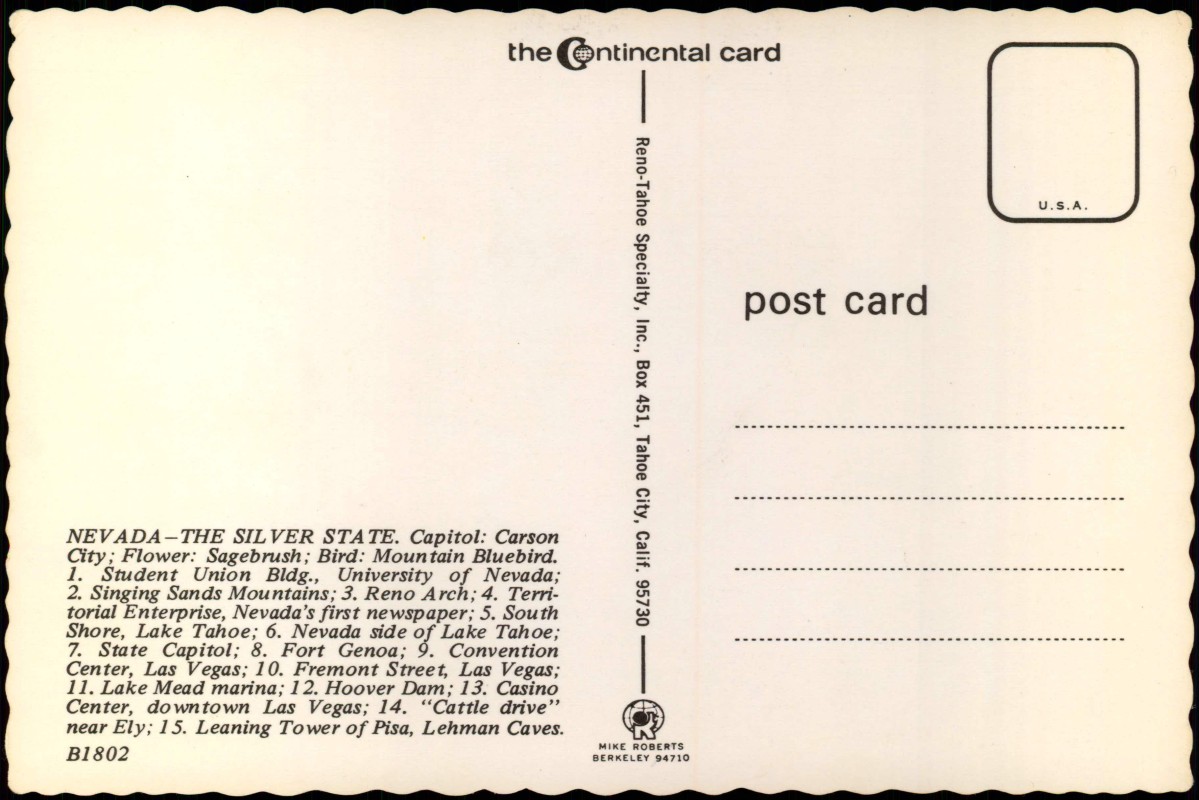 the Continental card
U.S.A.
post card
Reno-Tahoe Specialty, Inc., Box 451, Tahoe City, Calif. 95730
NEVADA—THE SILVER STATE. Capitol: Carson
City; Flower: Sagebrush; Bird: Mountain Bluebird.
1. Student Union Bldg., University of Nevada;
2. Singing Sands Mountains; 3. Reno Arch; 4. Terri-
torial Enterprise, Nevada's first newspaper; 5. South
Shore, Lake Tahoe; 6. Nevada side of Lake Tahoe;
7. State Capitol; 8. Fort Genoa; 9. Convention
Center, Las Vegas; 10. Fremont Street, Las Vegas;
11. Lake Mead marina; 12. Hoover Dam; 13. Casino
Center, downtown Las Vegas; 14. “Cattle drive”
near Ely; 15. Leaning Tower of Pisa, Lehman Caves.
B1802
MIKE ROBERTS
BERKELEY 94710